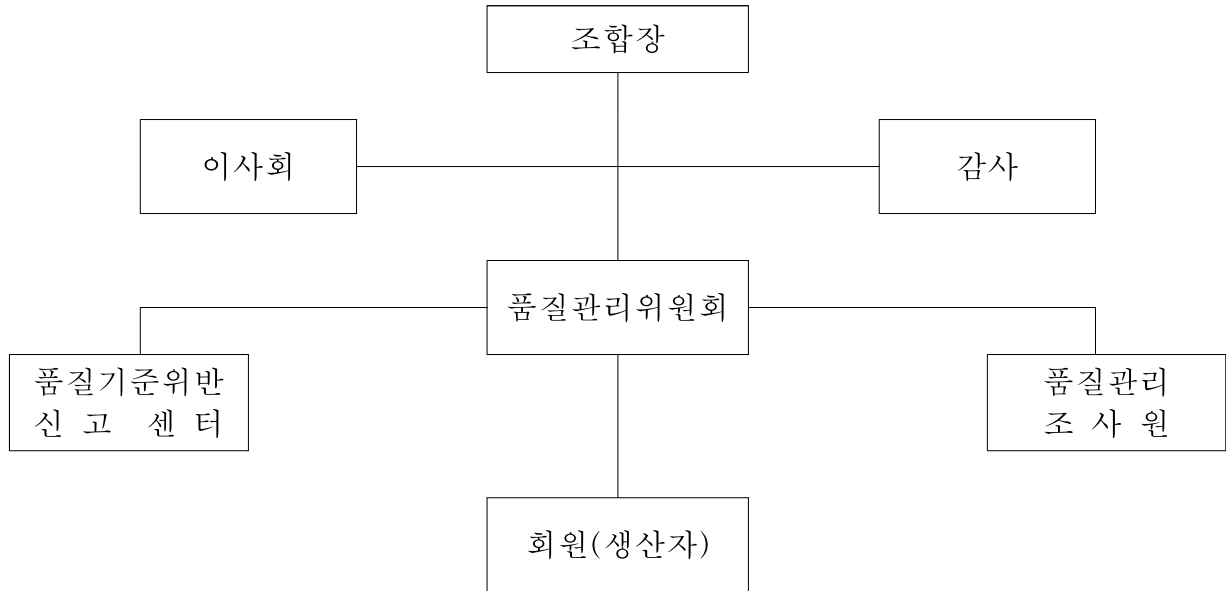 조합장
이사회
감사
품질관리위원회
품질기준위반
신 고 센 터
품질관리
조 사 원
회원(생산자)